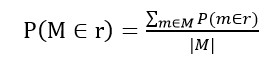 P(M ∈ r) = ∑m∈M P(m∈r) / |M|